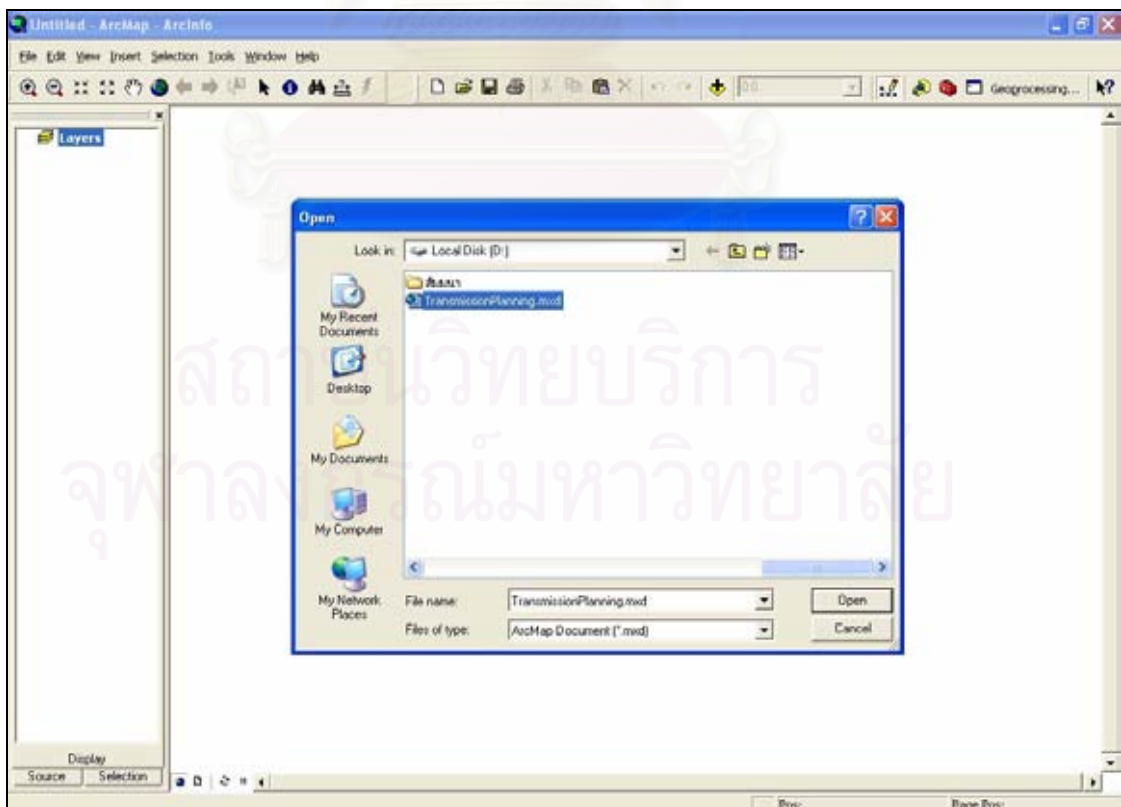 Untitled - ArcMap - ArcInfo
File Edit View Insert Selection Tools Window Help
Geoprocessing...
Layers
Open
Look in: Local Disk (D:)
TransmissionPlanning.mxd
My Recent Documents
Desktop
My Documents
My Computer
My Network Places
File name: TransmissionPlanning.mxd
Open
Files of type: ArcMap Document (*.mxd)
Cancel
สถาบันวิทยบริการ
จุฬาลงกรณ์มหาวิทยาลัย
Display
Source Selection
Pos: Page Pos: